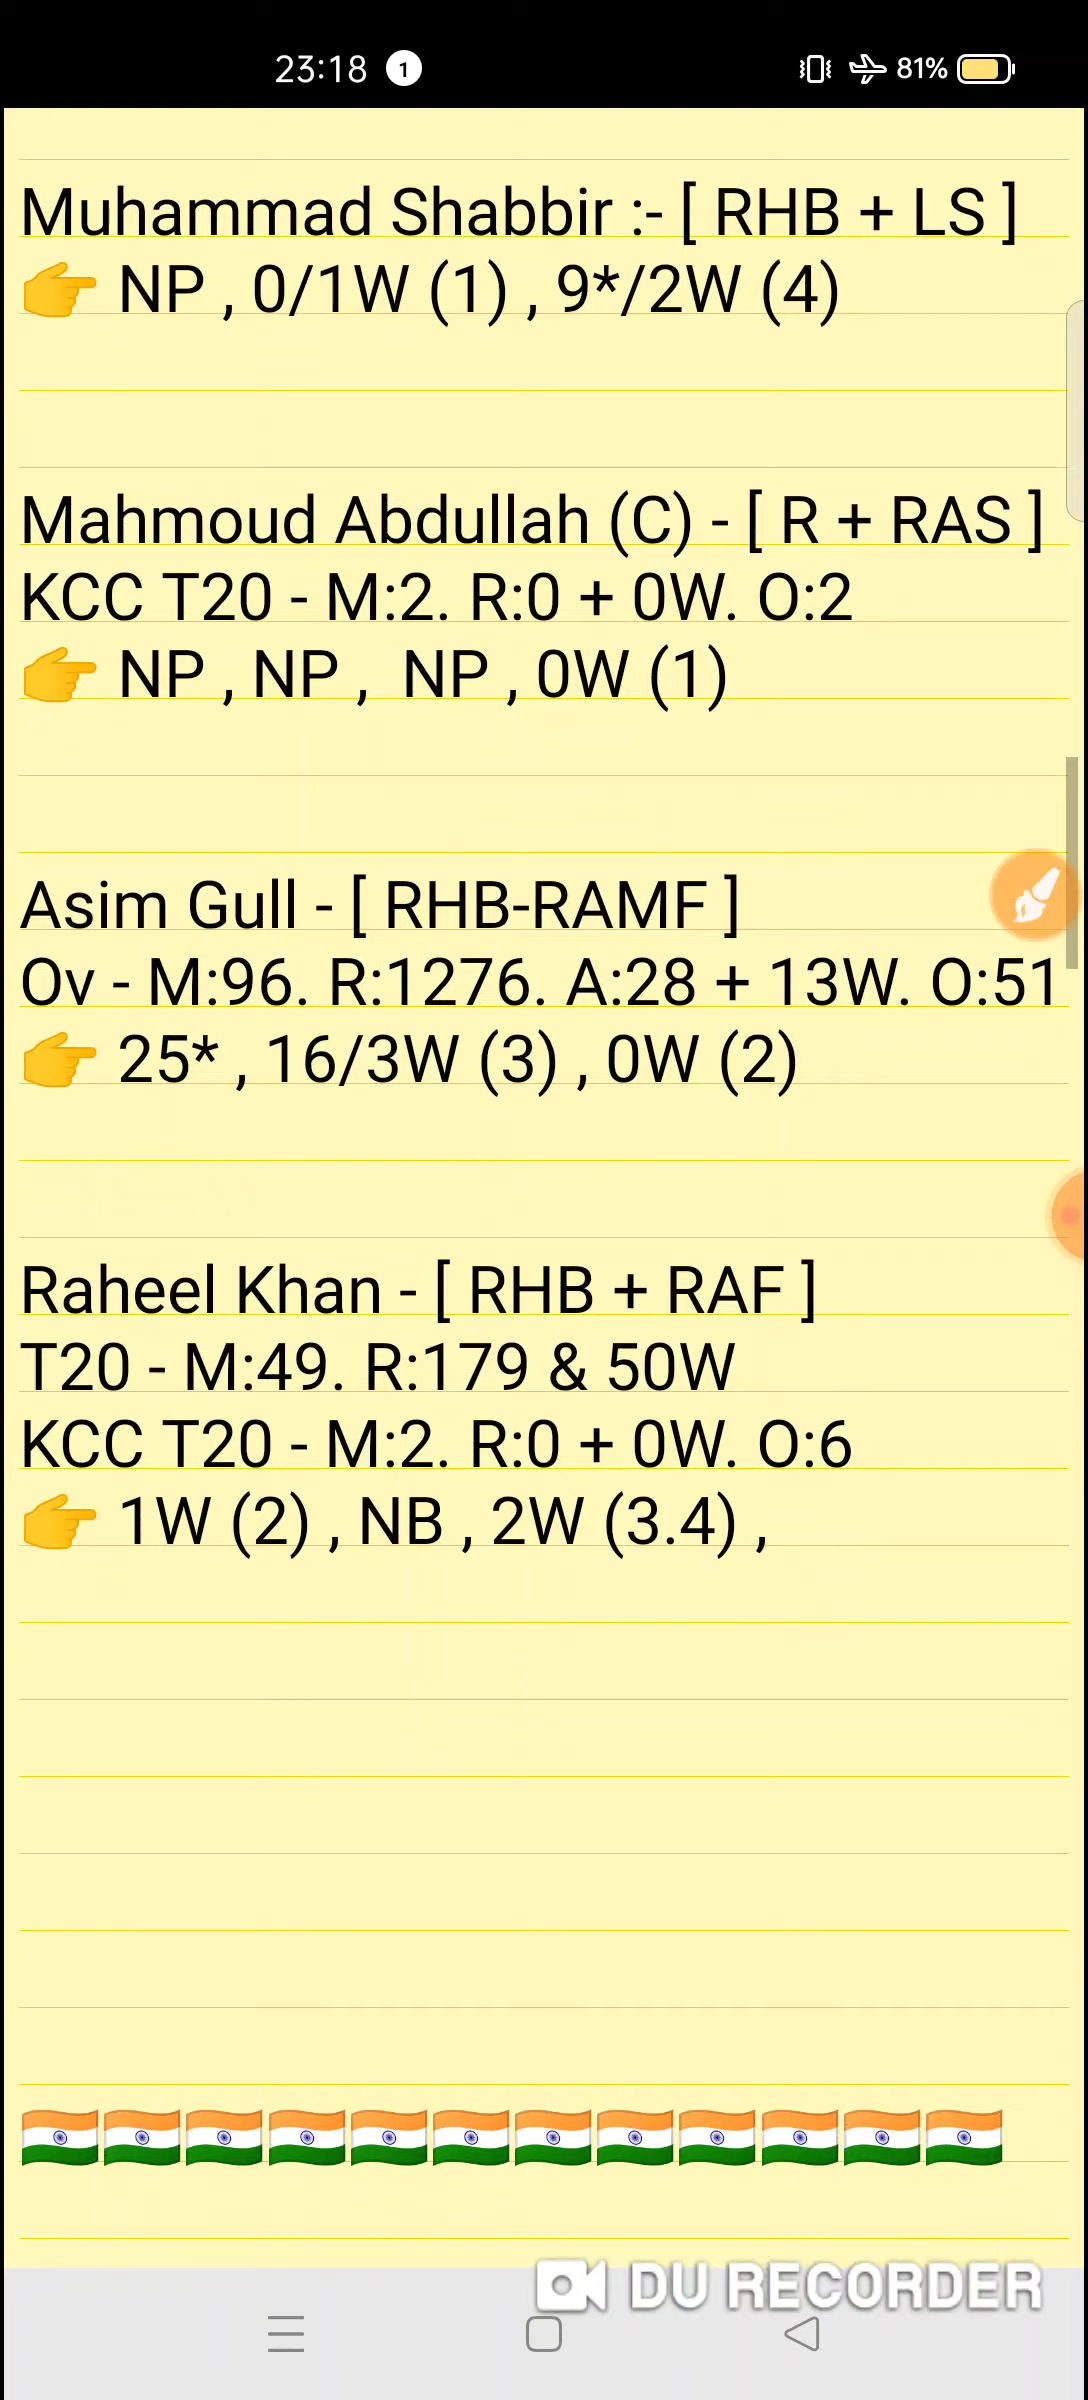 23:18 1 81%
Muhammad Shabbir :- [ RHB + LS ]
👉 NP , 0/1W (1) , 9*/2W (4)
Mahmoud Abdullah (C) - [ R + RAS ]
KCC T20 - M:2. R:0 + 0W. O:2
👉 NP , NP ,  NP , 0W (1)
Asim Gull - [ RHB-RAMF ]
Ov - M:96. R:1276. A:28 + 13W. O:51
👉 25* , 16/3W (3) , 0W (2)
Raheel Khan - [ RHB + RAF ]
T20 - M:49. R:179 & 50W
KCC T20 - M:2. R:0 + 0W. O:6
👉 1W (2) , NB , 2W (3.4) ,
🇮🇳🇮🇳🇮🇳🇮🇳🇮🇳🇮🇳🇮🇳🇮🇳🇮🇳🇮🇳🇮🇳🇮🇳
DU RECORDER